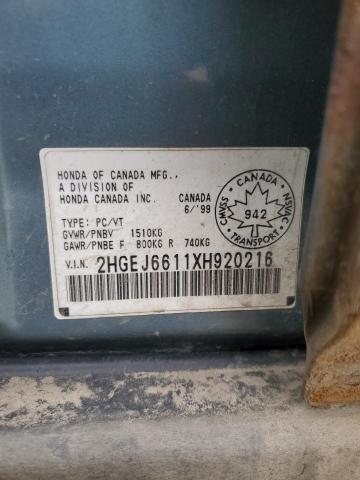 HONDA OF CANADA MFG.,
A DIVISION OF
HONDA CANADA INC.
CANADA
6/'99
TYPE: PC/VT
GVWR/PNBV 1510KG
GAWR/PNBE F 800KG R 740KG
V.I.N. 2HGEJ6611XH920216
CANADA
CMVSS
NSVAC
942
TRANSPORT